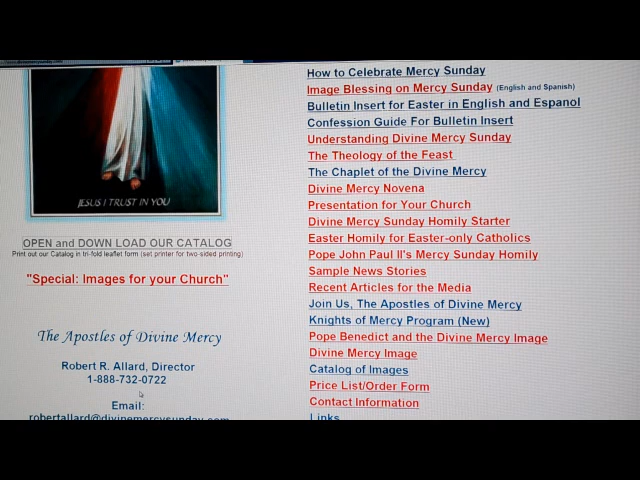 JESUS I TRUST IN YOU
OPEN and DOWN LOAD OUR CATALOG
Print out our Catalog in tri-fold leaflet form (set printer for two-sided printing)
"Special: Images for your Church"
The Apostles of Divine Mercy
Robert R. Allard, Director
1-888-732-0722
Email:
robertallard@divinemercysunday.com
How to Celebrate Mercy Sunday
Image Blessing on Mercy Sunday (English and Spanish)
Bulletin Insert for Easter in English and Espanol
Confession Guide For Bulletin Insert
Understanding Divine Mercy Sunday
The Theology of the Feast
The Chaplet of the Divine Mercy
Divine Mercy Novena
Presentation for Your Church
Divine Mercy Sunday Homily Starter
Easter Homily for Easter-only Catholics
Pope John Paul II's Mercy Sunday Homily
Sample News Stories
Recent Articles for the Media
Join Us, The Apostles of Divine Mercy
Knights of Mercy Program (New)
Pope Benedict and the Divine Mercy Image
Divine Mercy Image
Catalog of Images
Price List/Order Form
Contact Information
Links